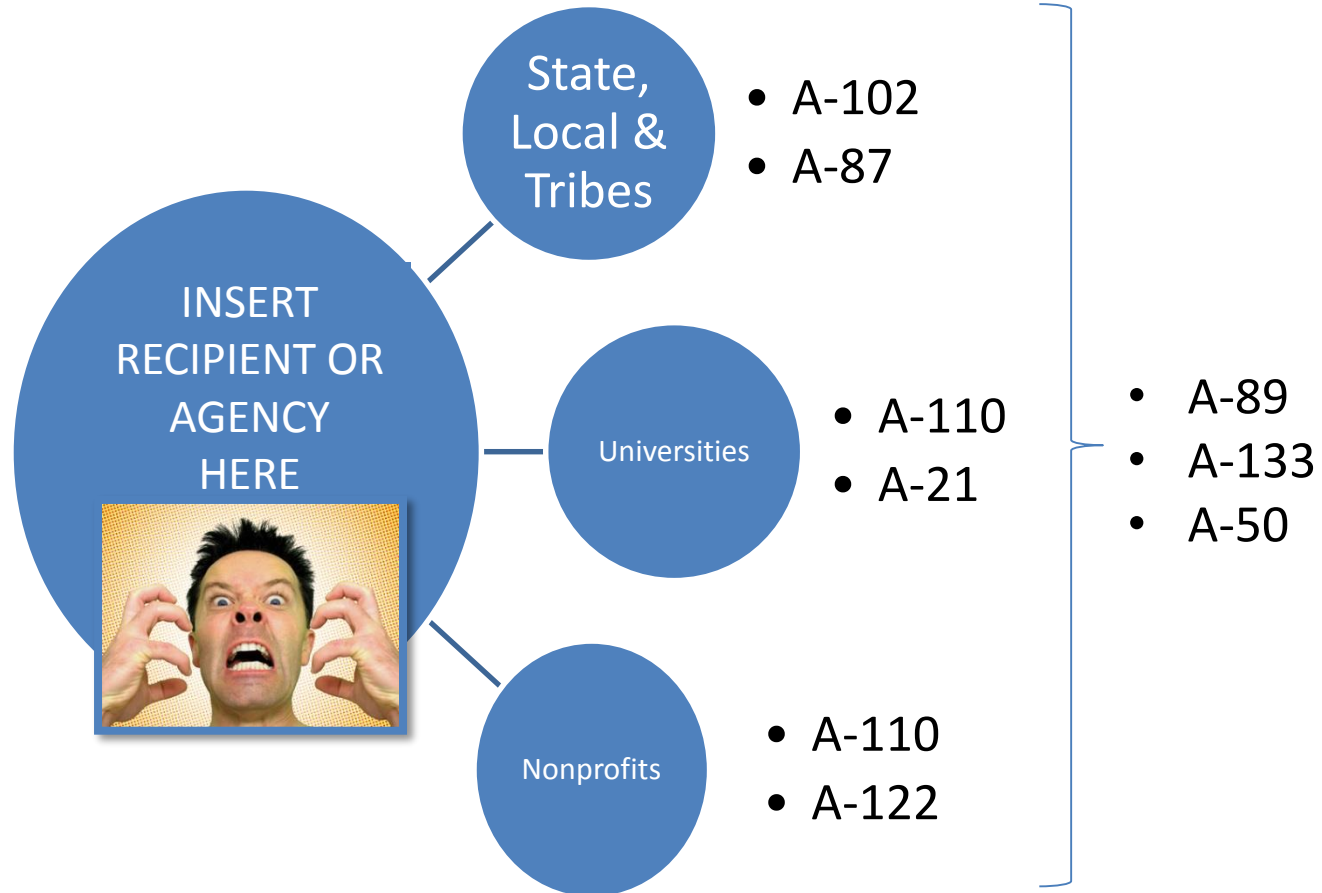 INSERT
RECIPIENT OR
AGENCY
HERE
State,
Local &
Tribes
• A-102
• A-87
Universities
• A-110
• A-21
Nonprofits
• A-110
• A-122
• A-89
• A-133
• A-50